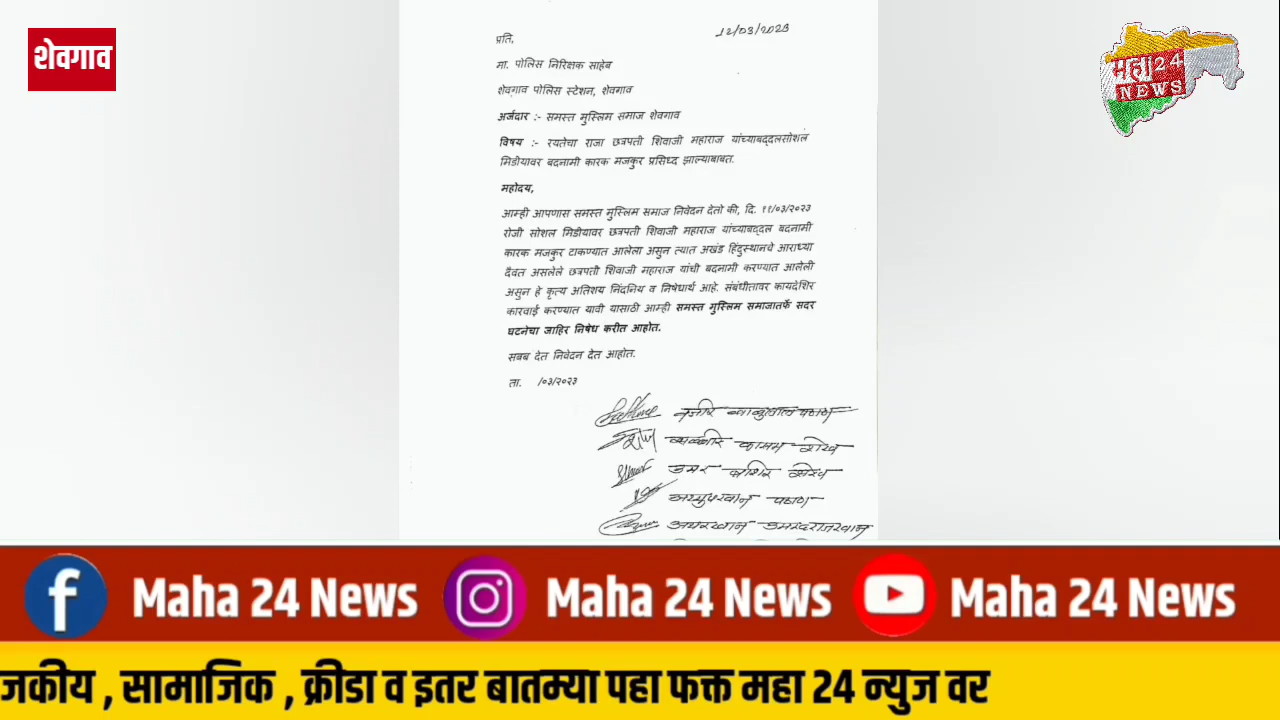 शेवगाव
महा 24
NEWS
12/03/2023
प्रति,
मा. पोलिस निरिक्षक साहेब
शेवगाव पोलिस स्टेशन, शेवगाव
अर्जदार :- समस्त मुस्लिम समाज शेवगाव
विषय :- रयतेचा राजा छत्रपती शिवाजी महाराज यांच्याबद्दलसोशल
मिडीयावर बदनामी कारक मजकुर प्रसिध्द झाल्याबाबत.
महोदय,
आम्ही आपणास समस्त मुस्लिम समाज निवेदन देतो की, दि. ११/०३/२०२३
रोजी सोशल मिडीयावर छत्रपती शिवाजी महाराज यांच्याबद्दल बदनामी
कारक मजकुर टाकण्यात आलेला असुन त्यात अखंड हिंदुस्थानचे आराध्या
दैवत असलेले छत्रपती शिवाजी महाराज यांची बदनामी करण्यात आलेली
असुन हे कृत्य अतिशय निंदनिय व निषेधार्थ आहे. संबंधीतावर कायदेशिर
कारवाई करण्यात यावी यासाठी आम्ही समस्त मुस्लिम समाजातर्फे सदर
घटनेचा जाहिर निषेध करीत आहोत.
सबब देत निवेदन देत आहोत.
ता. /०३/२०२३
पठाण
कासम शेख
उमर शेख
पठाण
Maha 24 News Maha 24 News Maha 24 News
जकीय , सामाजिक , क्रीडा व इतर बातम्या पहा फक्त महा 24 न्युज वर